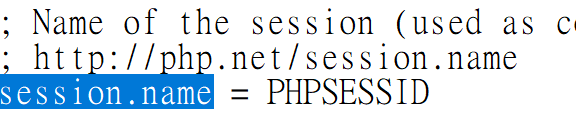 ; Name of the session (used as
; http://php.net/session.name
session.name = PHPSESSID